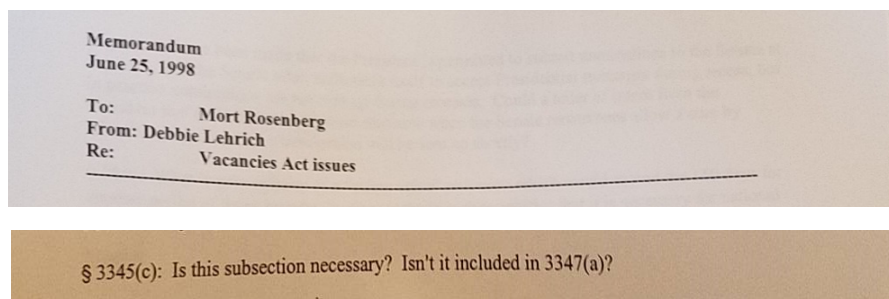 Memorandum
June 25, 1998
To: Mort Rosenberg
From: Debbie Lehrich
Re: Vacancies Act issues
§ 3345(c): Is this subsection necessary? Isn't it included in 3347(a)?